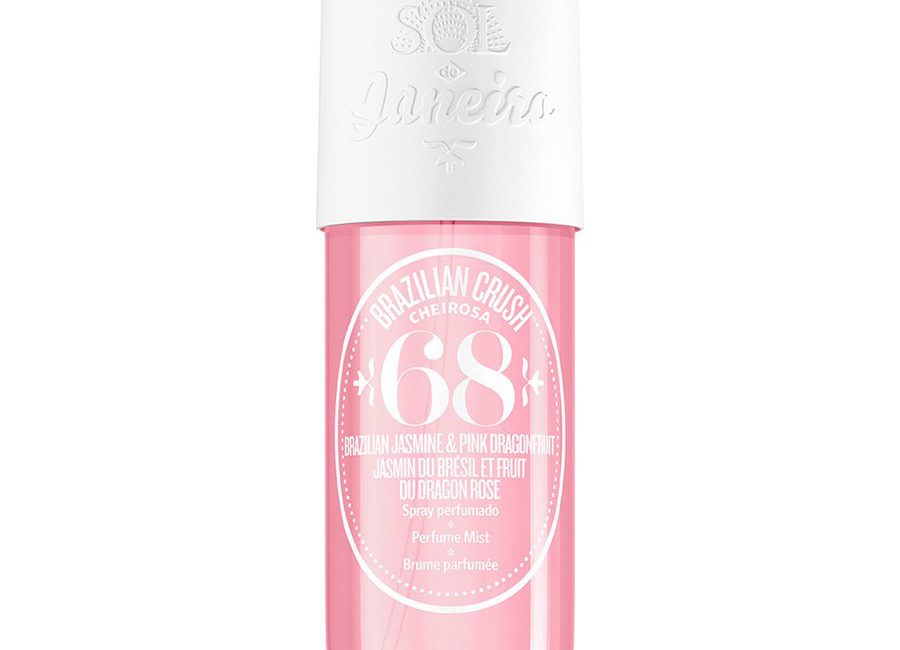 SOL
de
Janeiro
BRAZILIAN CRUSH
CHEIROSA
68
BRAZILIAN JASMINE & PINK DRAGONFRUIT
JASMIN DU BRÉSIL ET FRUIT
DU DRAGON ROSE
Spray perfumado
*
Perfume Mist
*
Brume parfumée